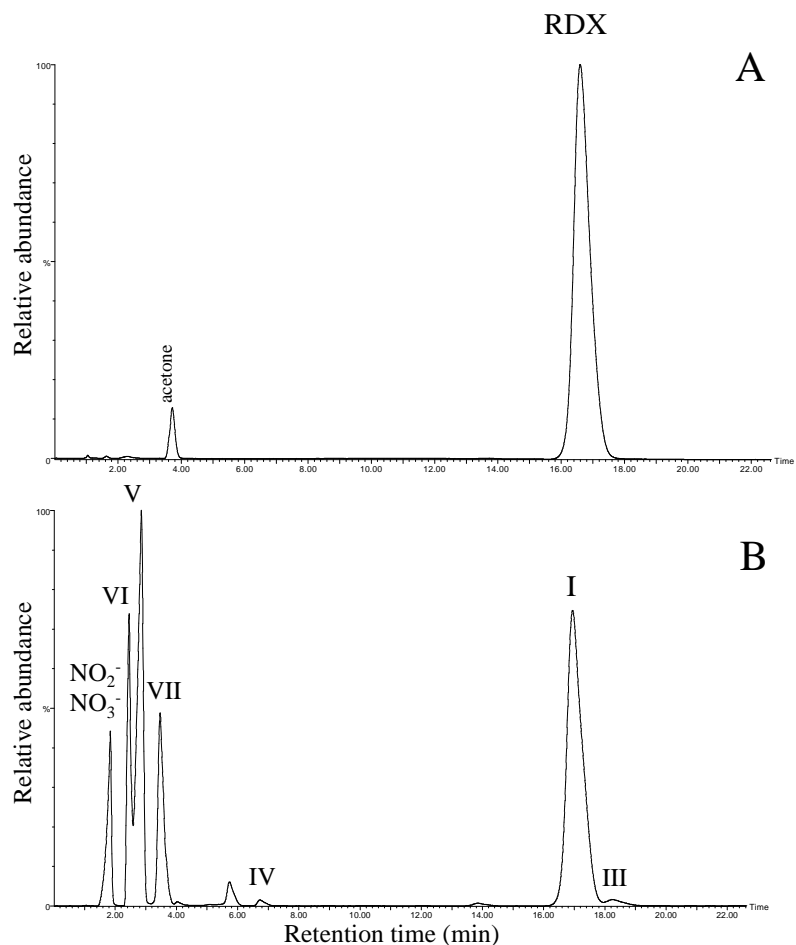 RDX
A
100
Relative abundance
%
acetone
0
2.00 4.00 6.00 8.00 10.00 12.00 14.00 16.00 18.00 20.00 22.00 Time
V
100
B
VI
I
NO₂⁻
NO₃⁻
VII
Relative abundance
%
IV
III
0
2.00 4.00 6.00 8.00 10.00 12.00 14.00 16.00 18.00 20.00 22.00 Time
Retention time (min)